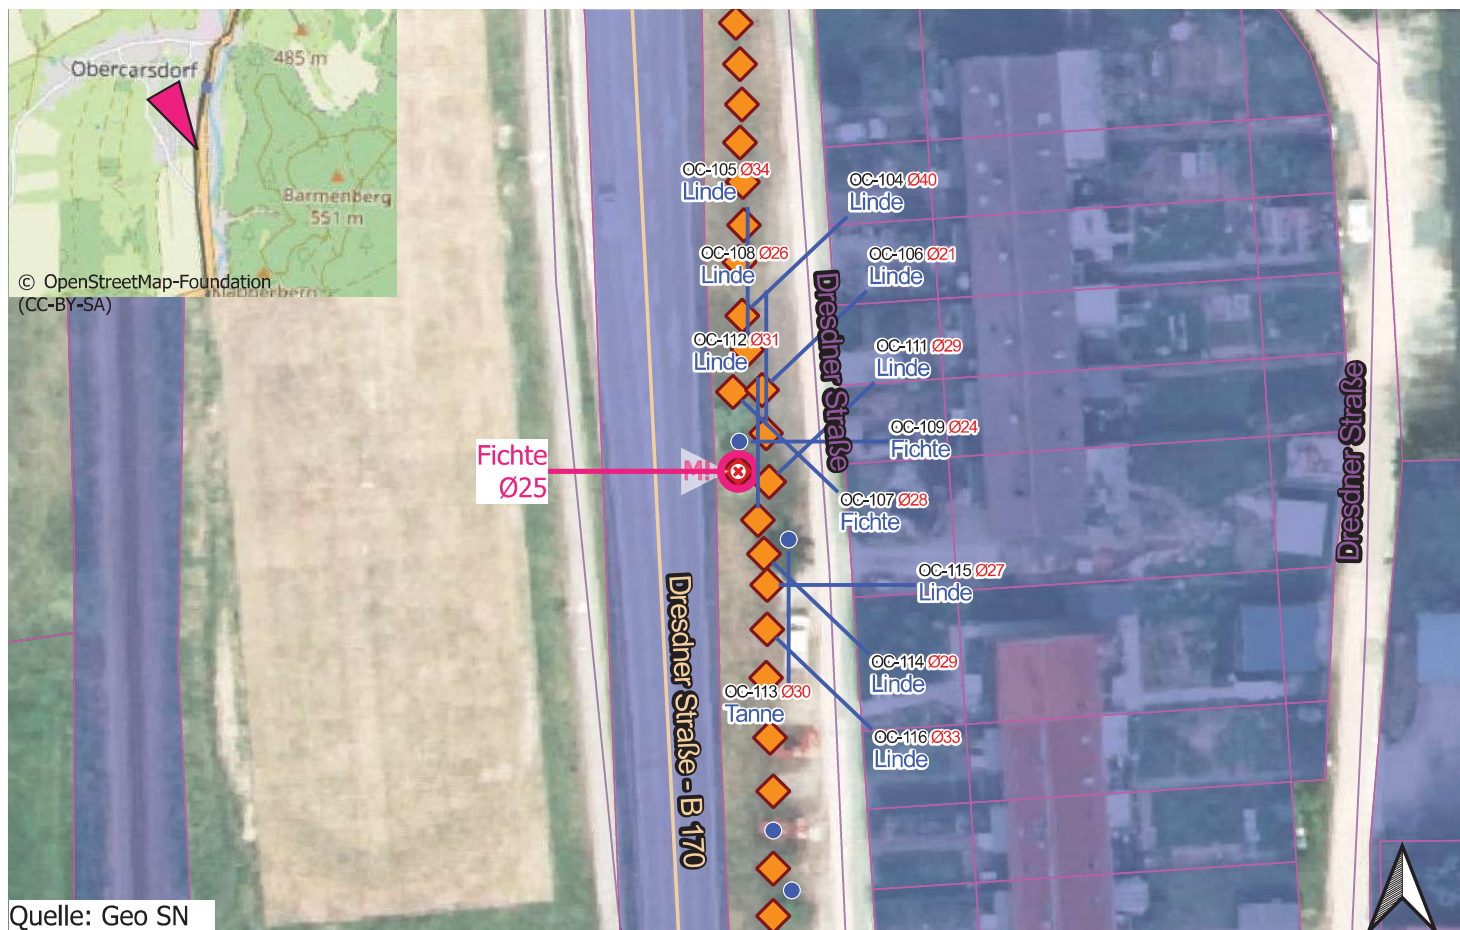 Obercarsdorf
485 m
Barmenberg
551 m
© OpenStreetMap-Foundation
(CC-BY-SA)
OC-105 Ø34
Linde
OC-104 Ø40
Linde
OC-108 Ø26
Linde
OC-106 Ø21
Linde
OC-112 Ø31
Linde
OC-111 Ø29
Linde
OC-109 Ø24
Fichte
Fichte
Ø25
M!
OC-107 Ø28
Fichte
OC-115 Ø27
Linde
OC-114 Ø29
Linde
OC-113 Ø30
Tanne
OC-116 Ø33
Linde
Dresdner Straße
Dresdner Straße
Dresdner Straße - B 170
Quelle: Geo SN